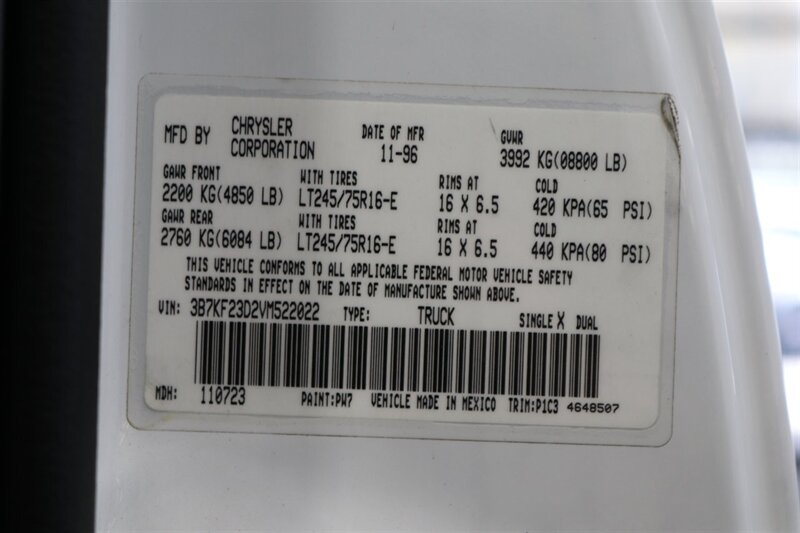 MFD BY CHRYSLER CORPORATION DATE OF MFR 11-96 GVWR 3992 KG(08800 LB)
GAWR FRONT WITH TIRES RIMS AT COLD
2200 KG(4850 LB) LT245/75R16-E 16 X 6.5 420 KPA(65 PSI)
GAWR REAR WITH TIRES RIMS AT COLD
2760 KG(6084 LB) LT245/75R16-E 16 X 6.5 440 KPA(80 PSI)
THIS VEHICLE CONFORMS TO ALL APPLICABLE FEDERAL MOTOR VEHICLE SAFETY
STANDARDS IN EFFECT ON THE DATE OF MANUFACTURE SHOWN ABOVE.
VIN: 3B7KF23D2VM522022 TYPE: TRUCK SINGLE X DUAL
MDH: 110723 PAINT:PW7 VEHICLE MADE IN MEXICO TRIM:P1C3 4648507